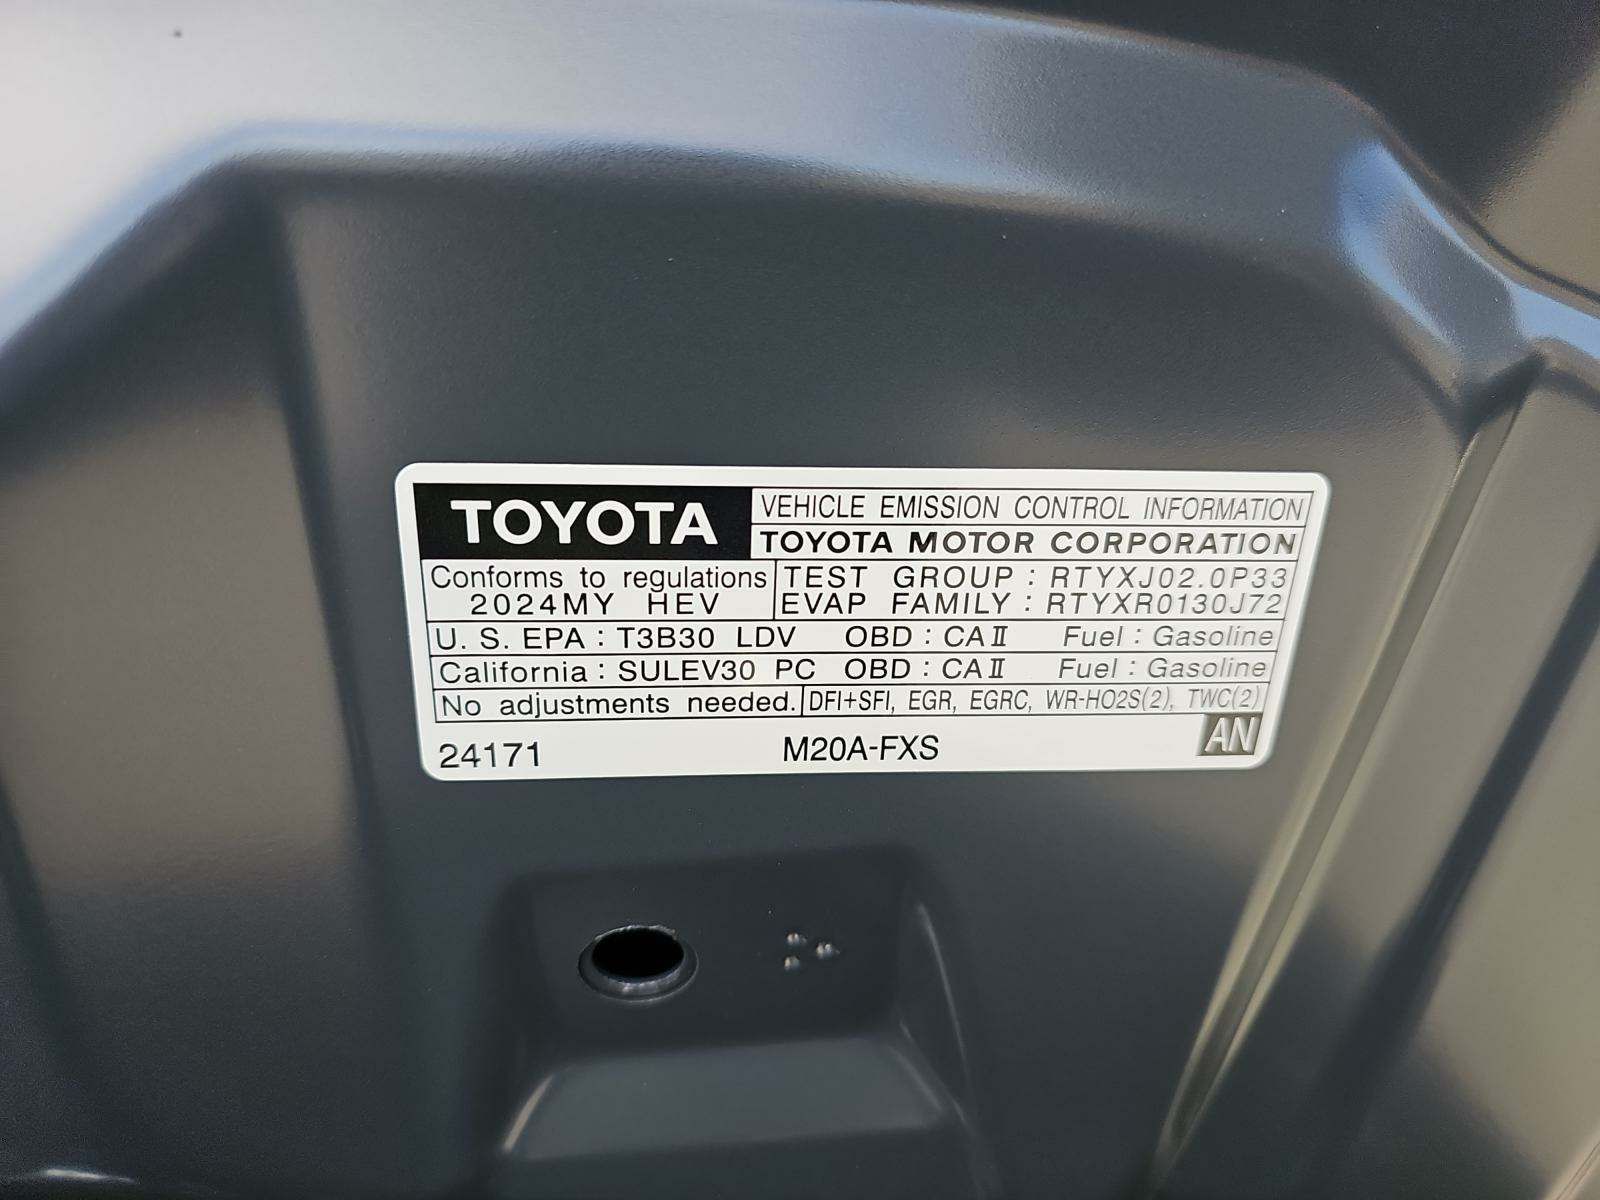 TOYOTA
VEHICLE EMISSION CONTROL INFORMATION
TOYOTA MOTOR CORPORATION
Conforms to regulations
2024MY HEV
TEST GROUP : RTYXJ02.0P33
EVAP FAMILY : RTYXR0130J72
U. S. EPA : T3B30 LDV OBD : CAⅡ Fuel : Gasoline
California : SULEV30 PC OBD : CAⅡ Fuel : Gasoline
No adjustments needed. DFI+SFI, EGR, EGRC, WR-HO2S(2), TWC(2)
24171 M20A-FXS AN